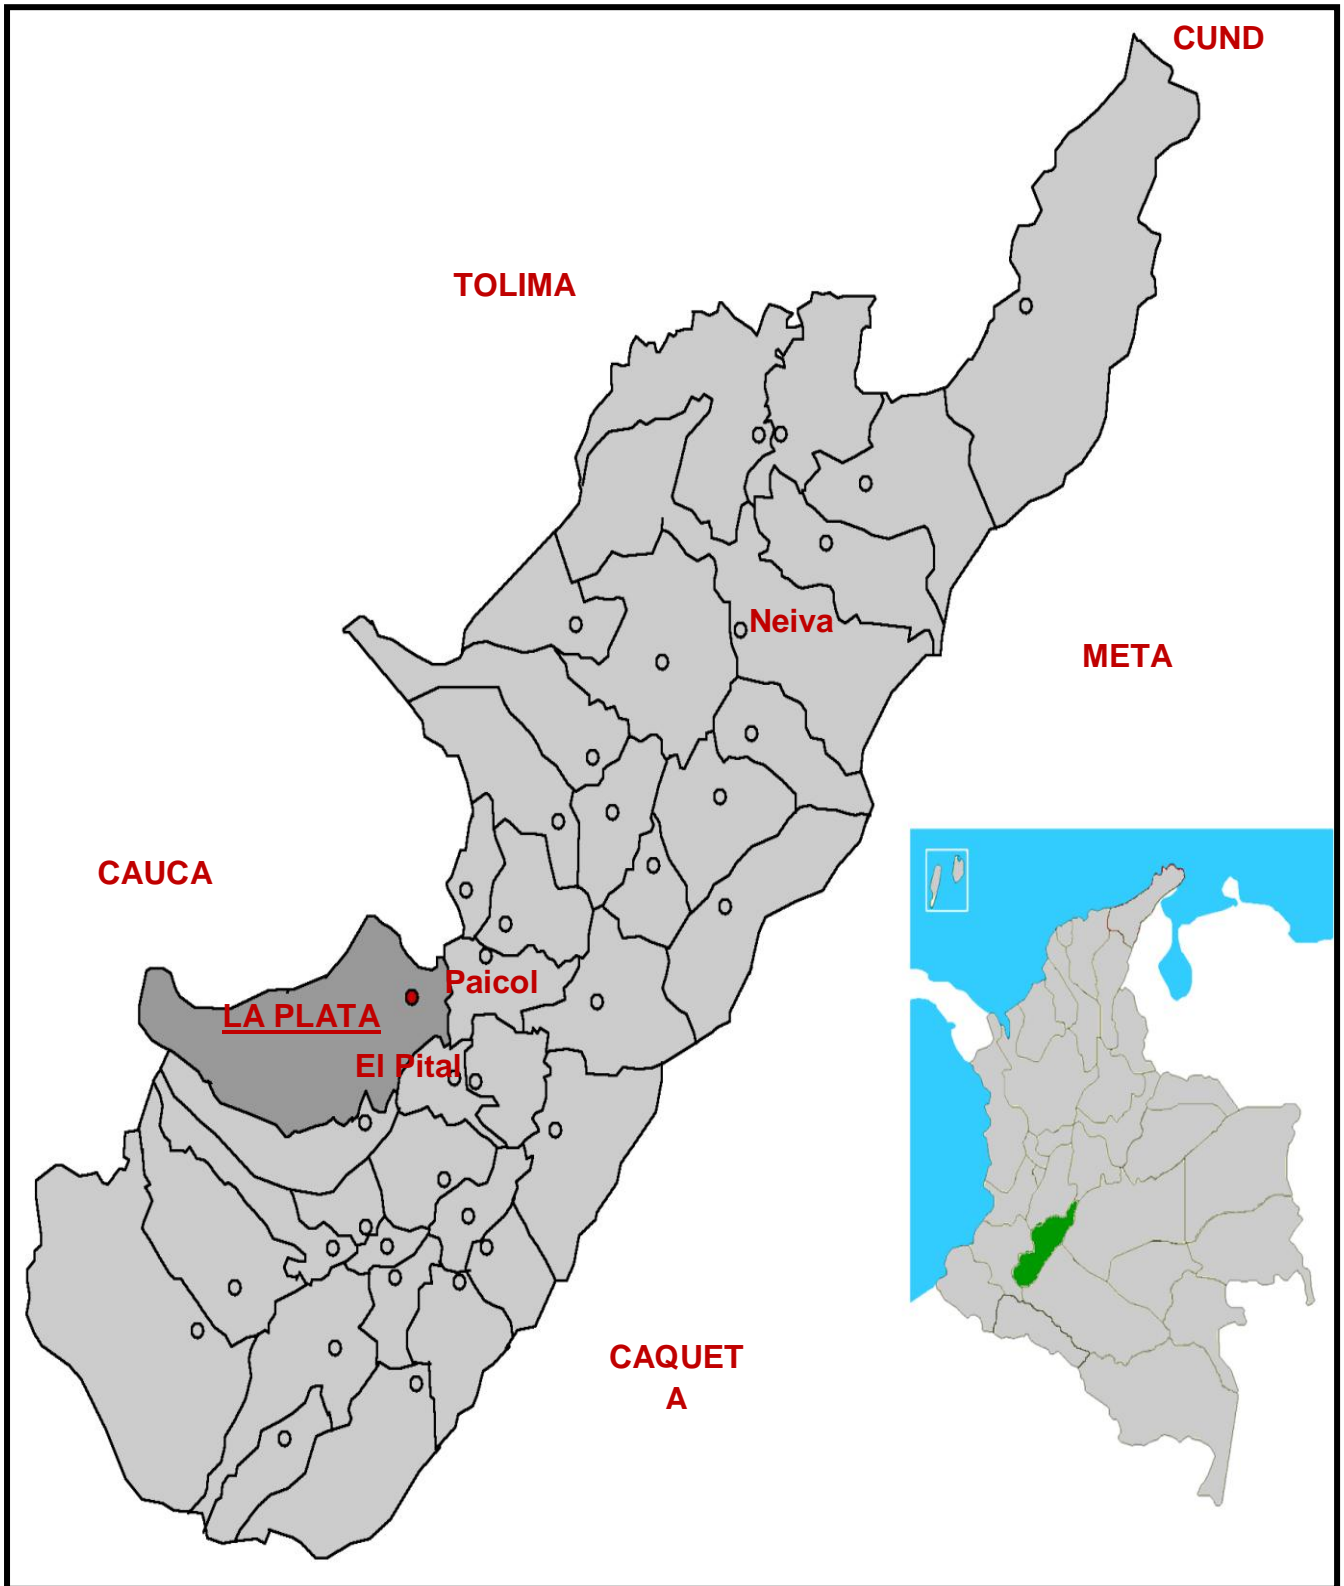 CUND
TOLIMA
Neiva
META
CAUCA
Paicol
LA PLATA
El Pital
CAQUET
A